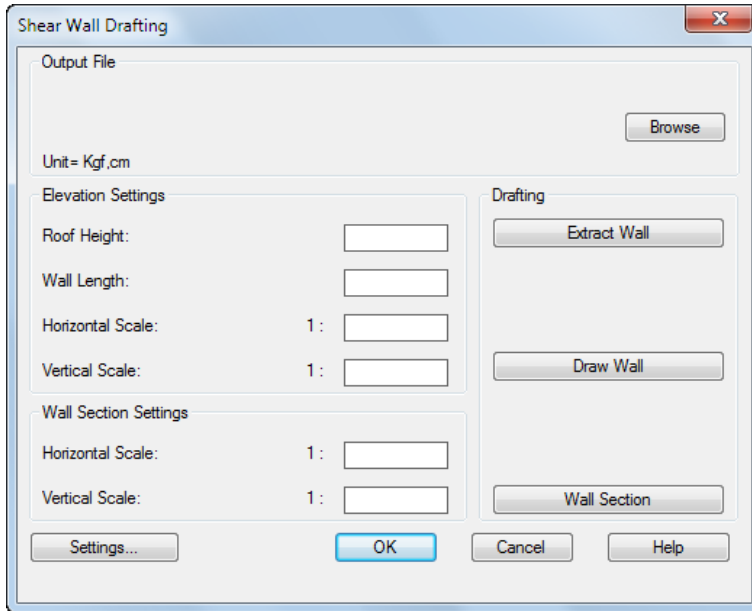 Shear Wall Drafting
Output File
Browse
Unit= Kgf,cm
Elevation Settings
Roof Height:
Wall Length:
Horizontal Scale: 1 :
Vertical Scale: 1 :
Drafting
Extract Wall
Draw Wall
Wall Section Settings
Horizontal Scale: 1 :
Vertical Scale: 1 :
Wall Section
Settings... OK Cancel Help